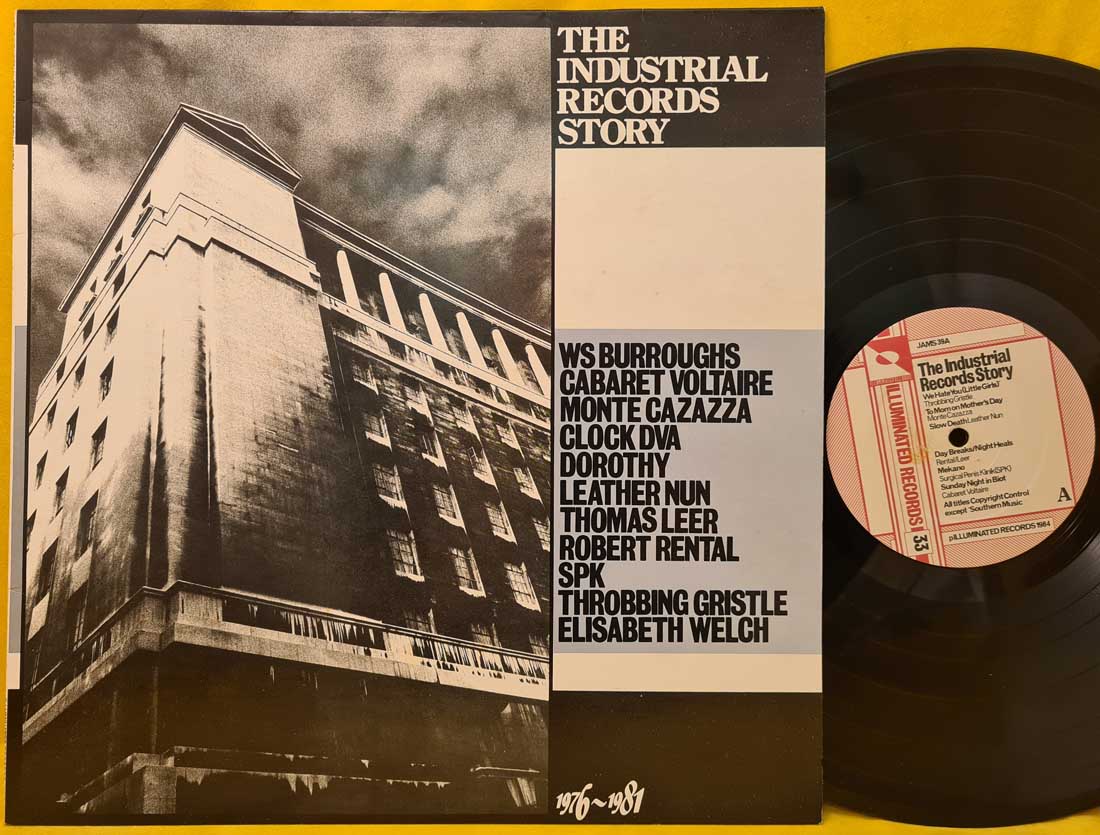 THE
INDUSTRIAL
RECORDS
STORY
WS BURROUGHS
CABARET VOLTAIRE
MONTE CAZAZZA
CLOCK DVA
DOROTHY
LEATHER NUN
THOMAS LEER
ROBERT RENTAL
SPK
THROBBING GRISTLE
ELISABETH WELCH
1976~1981
JAMS 39A
The Industrial
Records Story
We Hate You (Little Girls)
Throbbing Gristle
To Mom on Mother's Day
Monte Cazazza
Slow Death Leather Nun
Day Breaks/Night Heals
Rental/Leer
Mekano
Surgical Penis Klinik(SPK)
Sunday Night in Biot
Cabaret Voltaire
All titles Copyright Control
except *Southern Music
A
pILLUMINATED RECORDS 1984
ILLUMINATED RECORDS
33